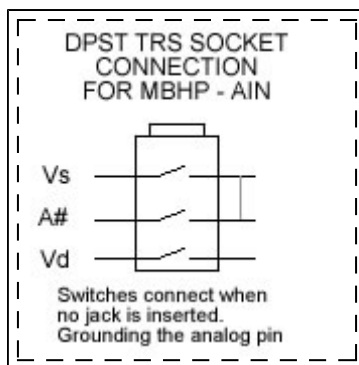 DPST TRS SOCKET
CONNECTION
FOR MBHP - AIN
Vs
A#
Vd
Switches connect when
no jack is inserted.
Grounding the analog pin